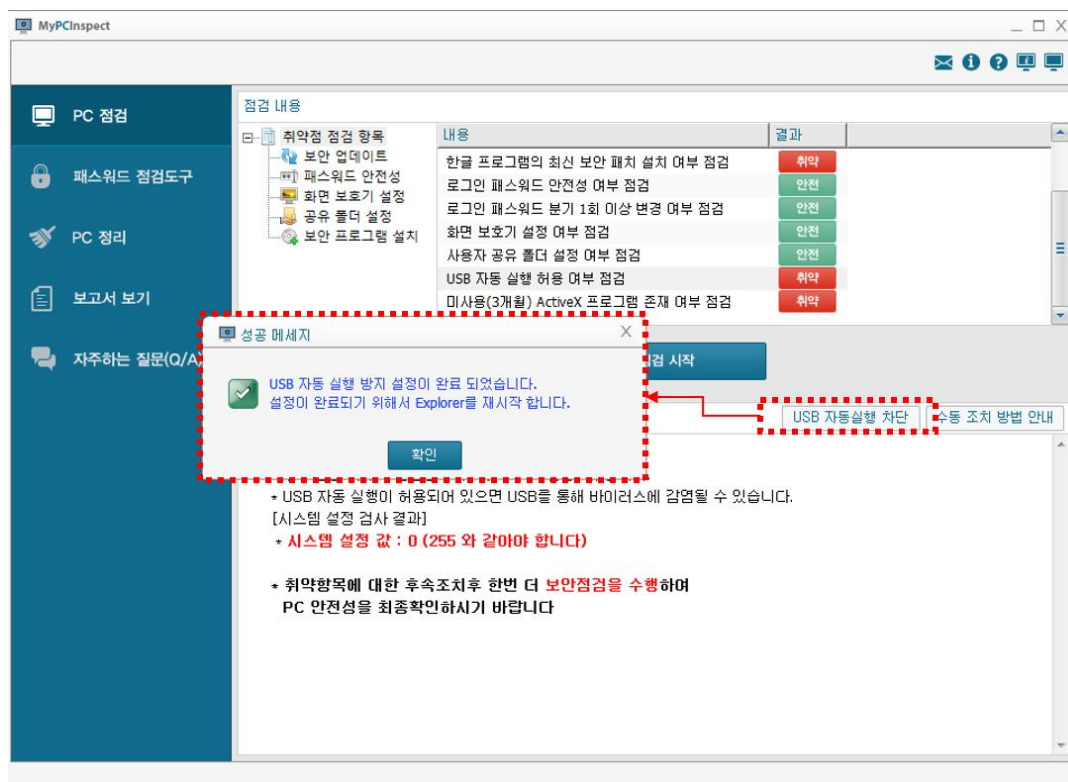 MyPCInspect
PC 점검
패스워드 점검도구
PC 정리
보고서 보기
자주하는 질문(Q/A)
점검 내용
취약점 점검 항목
보안 업데이트
패스워드 안전성
화면 보호기 설정
공유 폴더 설정
보안 프로그램 설치
내용 결과
한글 프로그램의 최신 보안 패치 설치 여부 점검 취약
로그인 패스워드 안전성 여부 점검 안전
로그인 패스워드 분기 1회 이상 변경 여부 점검 안전
화면 보호기 설정 여부 점검 안전
사용자 공유 폴더 설정 여부 점검 안전
USB 자동 실행 허용 여부 점검 취약
미사용(3개월) ActiveX 프로그램 존재 여부 점검 취약
성공 메세지 X
USB 자동 실행 방지 설정이 완료 되었습니다.
설정이 완료되기 위해서 Explorer를 재시작 합니다.
확인
시작
USB 자동실행 차단
수동 조치 방법 안내
* USB 자동 실행이 허용되어 있으면 USB를 통해 바이러스에 감염될 수 있습니다.
[시스템 설정 검사 결과]
* 시스템 설정 값 : 0 (255 와 같아야 합니다)
* 취약항목에 대한 후속조치후 한번 더 보안점검을 수행하며
PC 안전성을 최종확인하시기 바랍니다